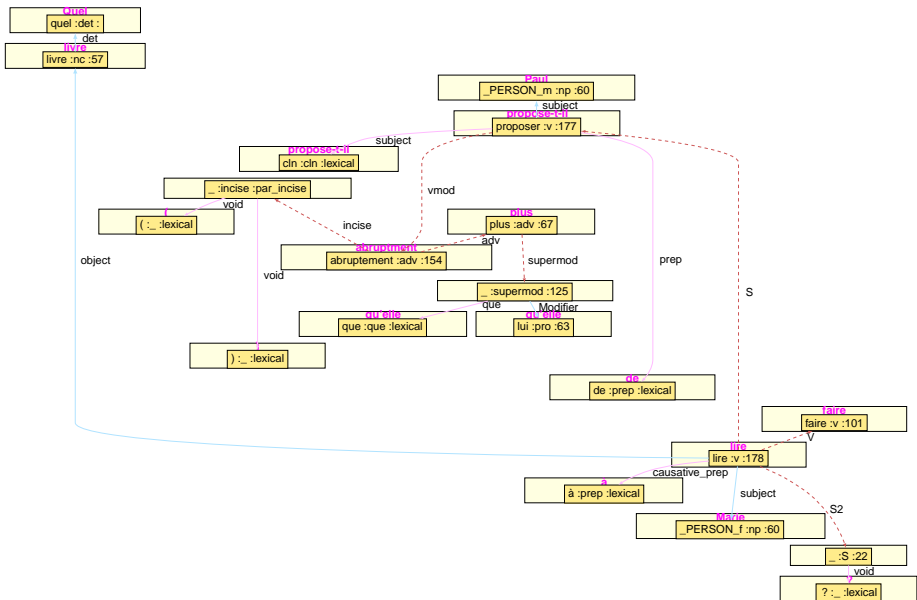 Quel
quel :det :
det
livre
livre :nc :57
Paul
_PERSON_m :np :60
subject
propose-t-il
proposer :v :177
subject
propose-t-il
cln :cln :lexical
_ :incise :par_incise
void
(
( :_ :lexical
vmod
incise
plus
plus :adv :67
adv
abruptment
abruptement :adv :154
supermod
prep
object
void
S
_ :supermod :125
que
Modifier
qu'elle
que :que :lexical
qu'elle
lui :pro :63
)
) :_ :lexical
de
de :prep :lexical
faire
faire :v :101
V
lire
lire :v :178
causative_prep
à
à :prep :lexical
subject
S2
Marie
_PERSON_f :np :60
_ :S :22
void
?
? :_ :lexical